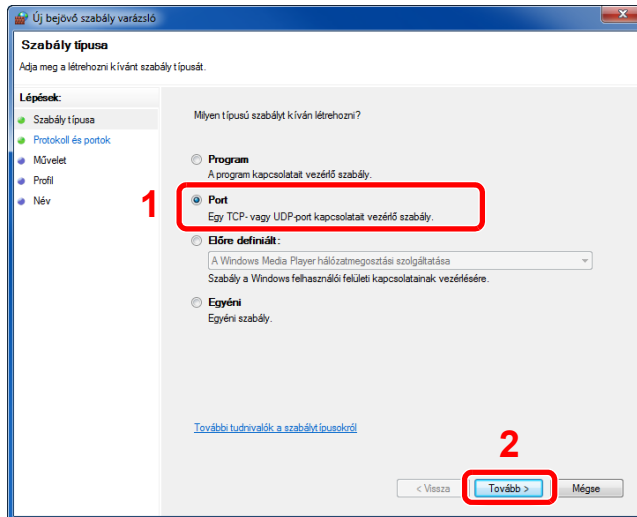 Új bejövő szabály varázsló
Szabály típusa
Adja meg a létrehozni kívánt szabály típusát.
Lépések:
Szabály típusa
Protokoll és portok
Művelet
Profil
Név
Milyen típusú szabályt kíván létrehozni?
Program
A program kapcsolatait vezérlő szabály.
1
Port
Egy TCP- vagy UDP-port kapcsolatait vezérlő szabály.
Előre definiált:
A Windows Media Player hálózatmegosztási szolgáltatása
Szabály a Windows felhasználói felületi kapcsolatainak vezérlésére.
Egyéni
Egyéni szabály.
További tudnivalók a szabálytípusokról
2
< Vissza
Tovább >
Mégse